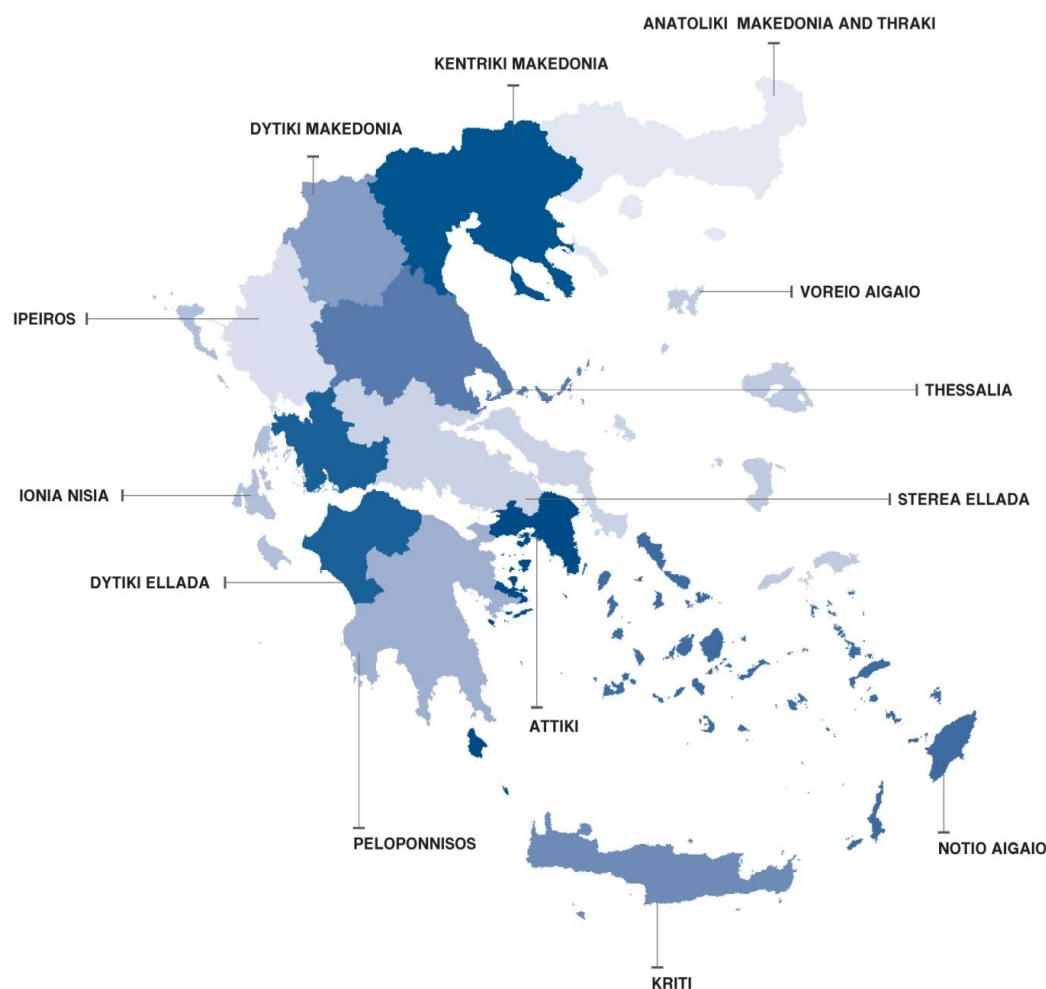 ANATOLIKI MAKEDONIA AND THRAKI
KENTRIKI MAKEDONIA
DYTIKI MAKEDONIA
VOREIO AIGAIO
IPEIROS
THESSALIA
IONIA NISIA
STEREA ELLADA
DYTIKI ELLADA
ATTIKI
PELOPONNISOS
NOTIO AIGAIO
KRITI